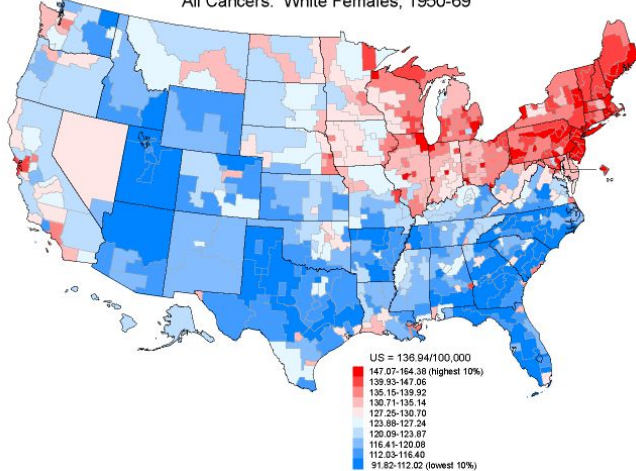 All Cancers: White Females, 1950-69
DC
US = 136.94/100,000
147.07-164.38 (highest 10%)
139.93-147.06
135.15-139.92
130.71-135.14
127.25-130.70
123.88-127.24
120.09-123.87
116.41-120.08
112.03-116.40
91.82-112.02 (lowest 10%)